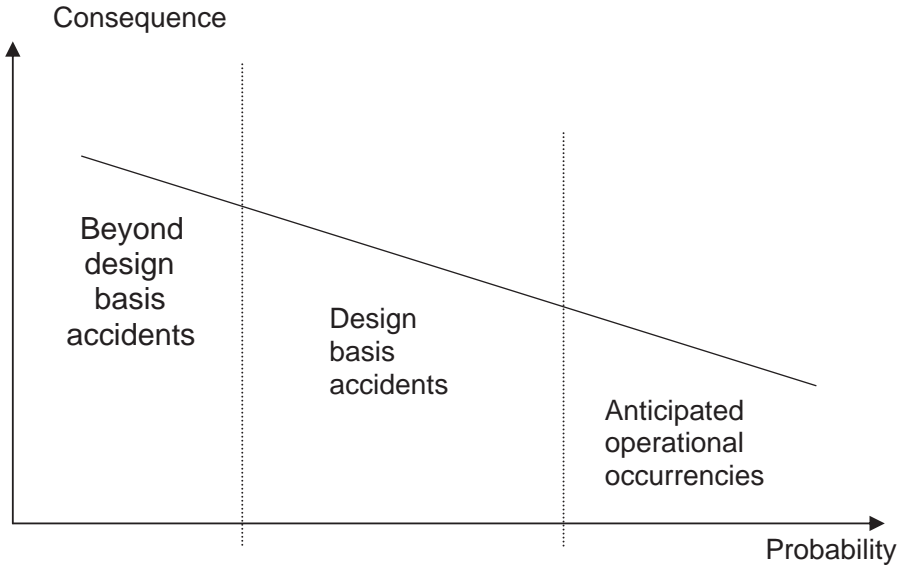 Consequence
Beyond
design
basis
accidents
Design
basis
accidents
Anticipated
operational
occurrencies
Probability